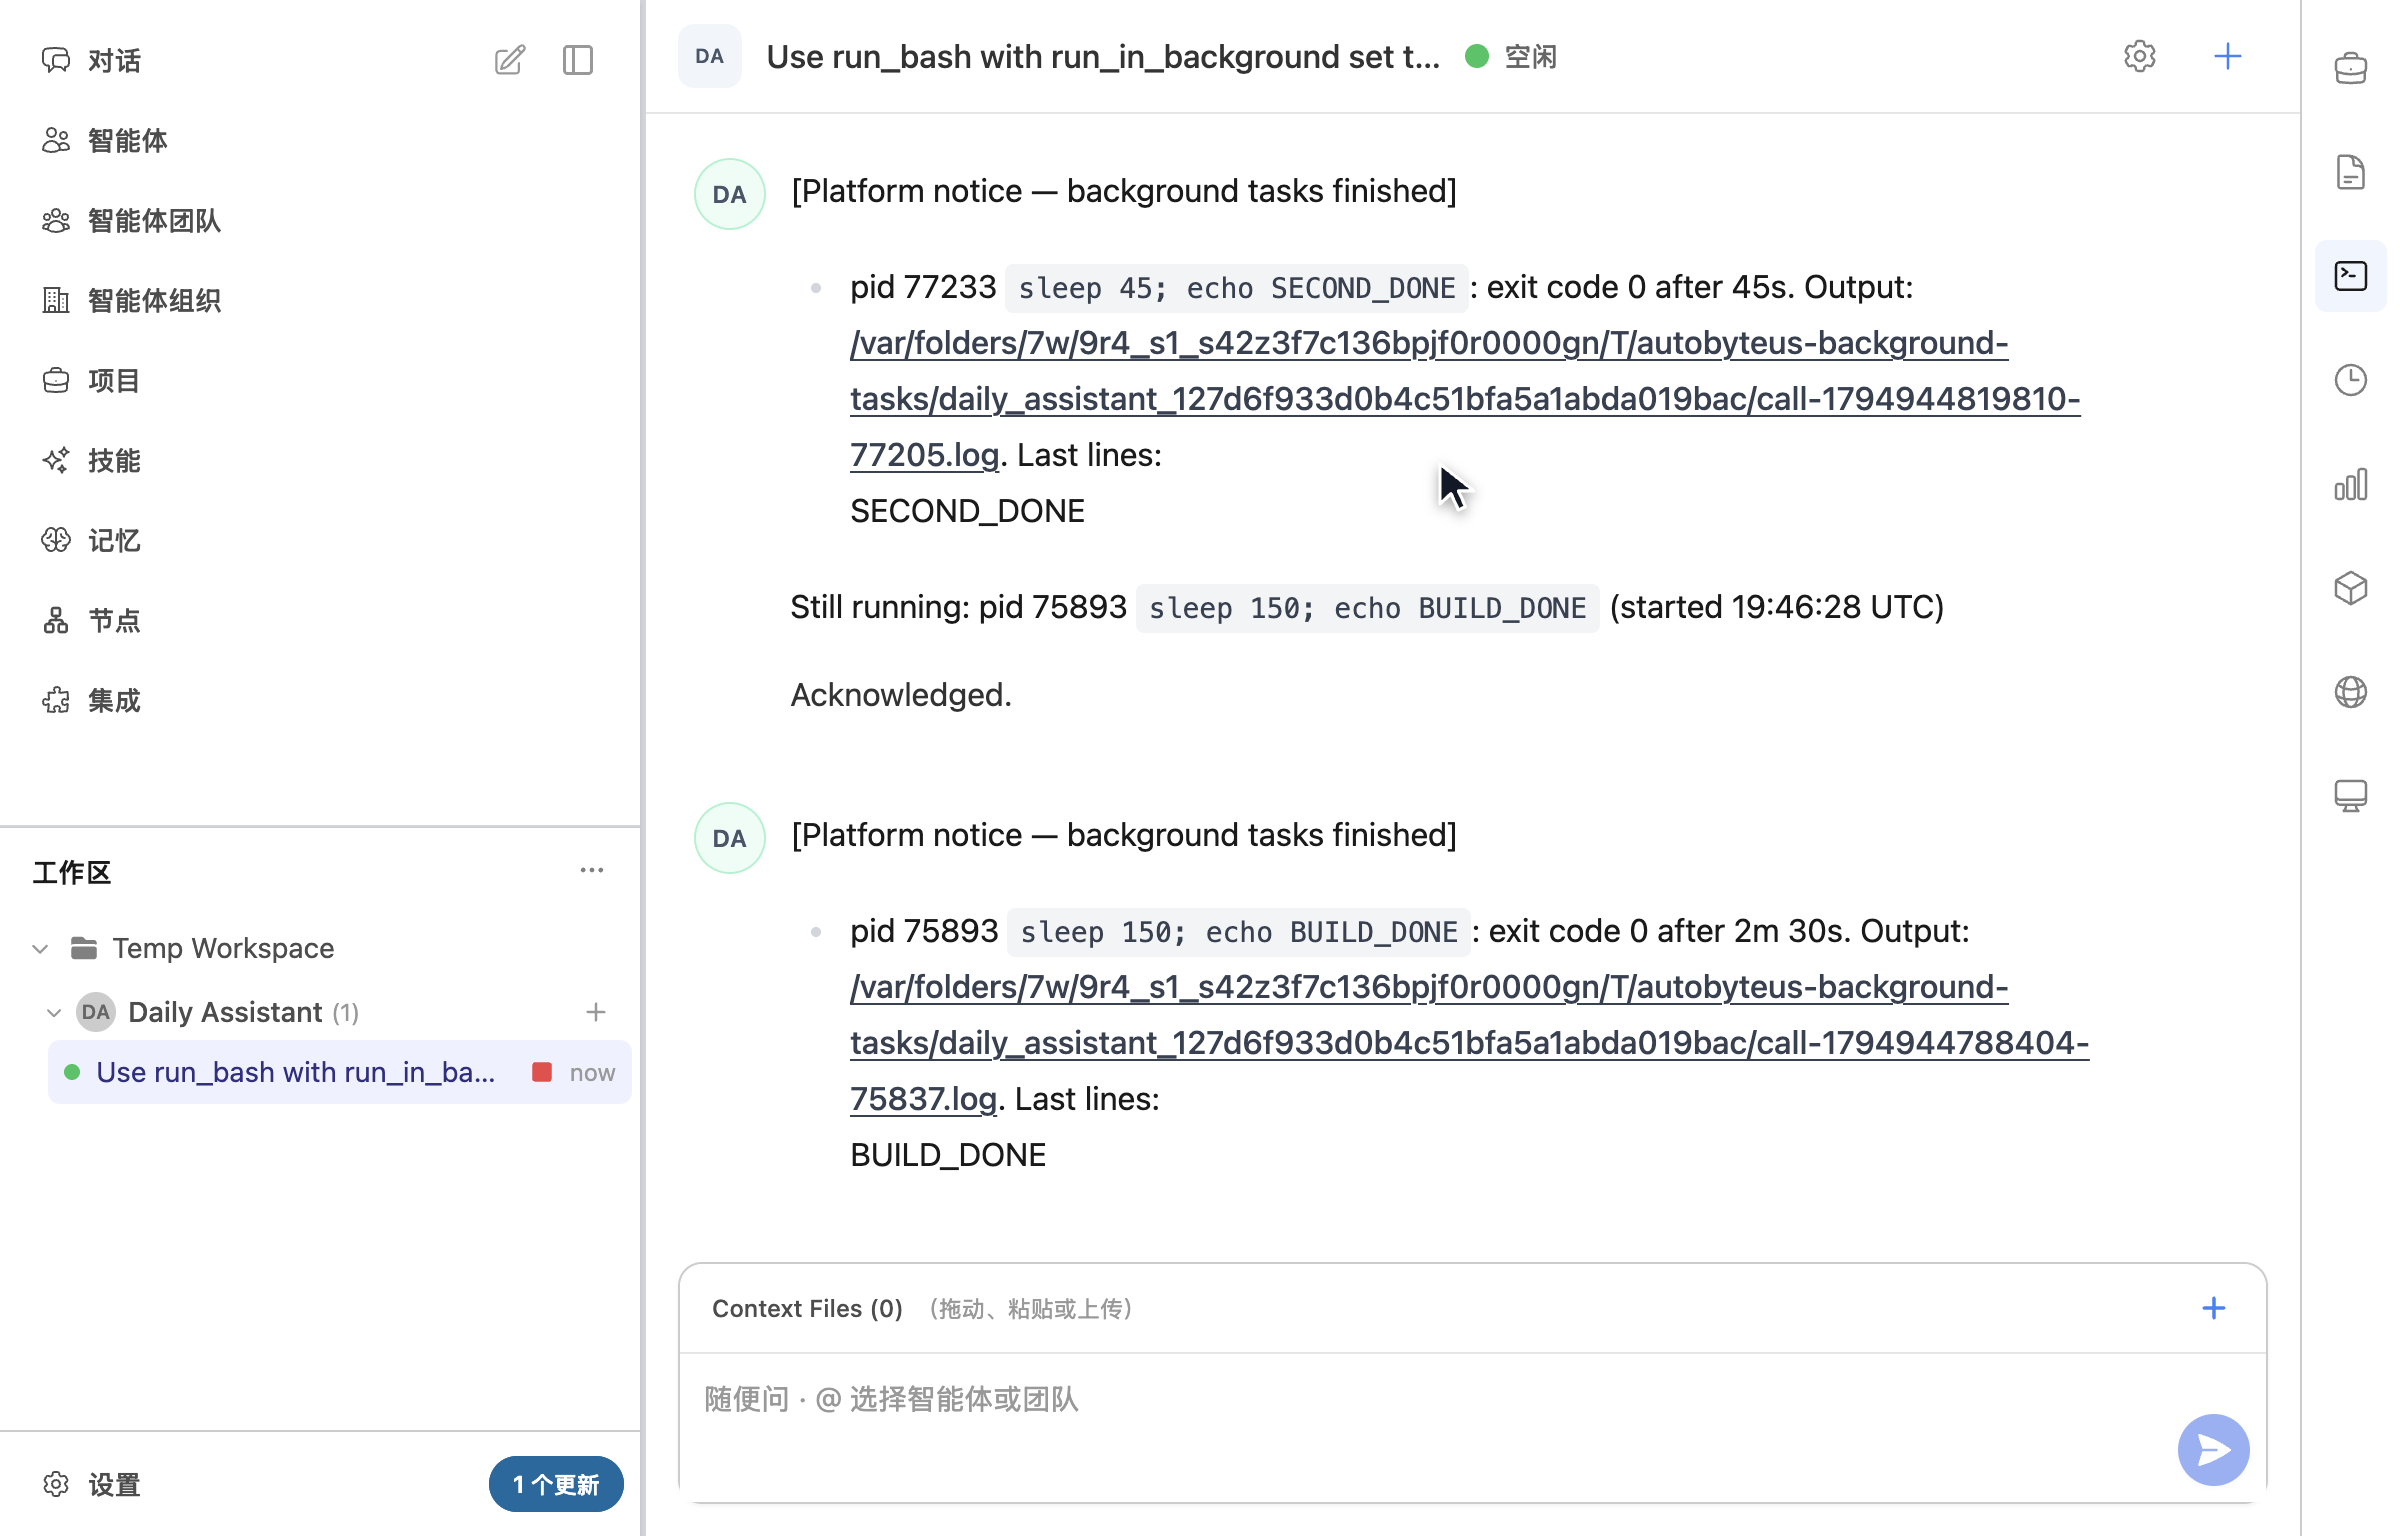 对话
智能体
智能体团队
智能体组织
项目
技能
记忆
节点
集成
工作区
Temp Workspace
DA Daily Assistant (1)
Use run_bash with run_in_ba... now
设置
1 个更新
DA Use run_bash with run_in_background set t... 空闲
DA [Platform notice — background tasks finished]
pid 77233 sleep 45; echo SECOND_DONE : exit code 0 after 45s. Output:
/var/folders/7w/9r4_s1_s42z3f7c136bpjf0r0000gn/T/autobyteus-background-
tasks/daily_assistant_127d6f933d0b4c51bfa5a1abda019bac/call-1794944819810-
77205.log. Last lines:
SECOND_DONE
Still running: pid 75893 sleep 150; echo BUILD_DONE (started 19:46:28 UTC)
Acknowledged.
DA [Platform notice — background tasks finished]
pid 75893 sleep 150; echo BUILD_DONE : exit code 0 after 2m 30s. Output:
/var/folders/7w/9r4_s1_s42z3f7c136bpjf0r0000gn/T/autobyteus-background-
tasks/daily_assistant_127d6f933d0b4c51bfa5a1abda019bac/call-1794944788404-
75837.log. Last lines:
BUILD_DONE
Context Files (0) （拖动、粘贴或上传）
随便问 · @ 选择智能体或团队